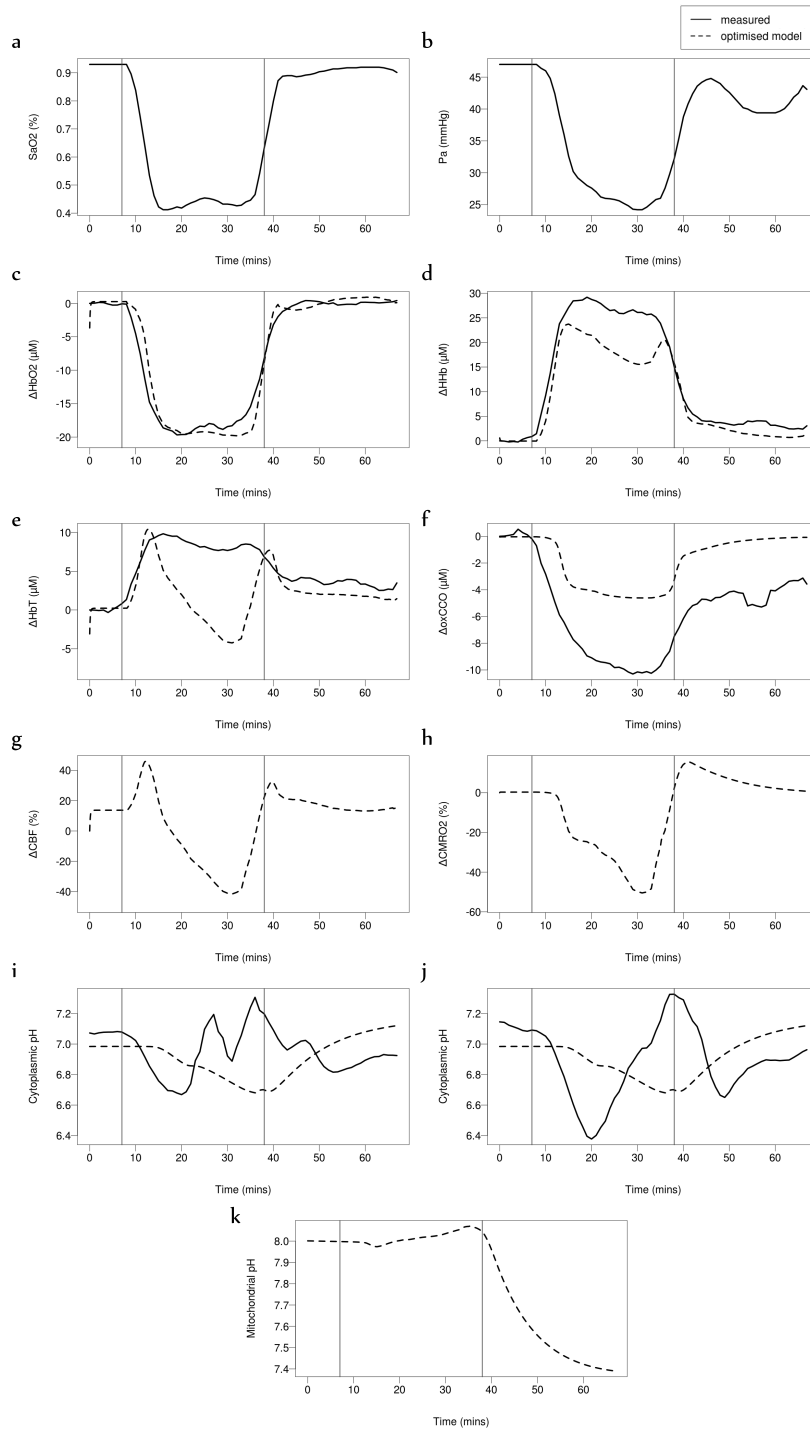 measured
optimised model
a
SaO2 (%)
0.9
0.8
0.7
0.6
0.5
0.4
0 10 20 30 40 50 60
Time (mins)
b
Pa (mmHg)
45
40
35
30
25
0 10 20 30 40 50 60
Time (mins)
c
ΔHbO2 (µM)
0
-5
-10
-15
-20
0 10 20 30 40 50 60
Time (mins)
d
ΔHHb (µM)
30
25
20
15
10
5
0
0 10 20 30 40 50 60
Time (mins)
e
ΔHbT (µM)
10
5
0
-5
0 10 20 30 40 50 60
Time (mins)
f
ΔoxCCO (µM)
0
-2
-4
-6
-8
-10
0 10 20 30 40 50 60
Time (mins)
g
ΔCBF (%)
40
20
0
-20
-40
0 10 20 30 40 50 60
Time (mins)
h
ΔCMRO2 (%)
0
-20
-40
-60
0 10 20 30 40 50 60
Time (mins)
i
Cytoplasmic pH
7.2
7.0
6.8
6.6
6.4
0 10 20 30 40 50 60
Time (mins)
j
Cytoplasmic pH
7.2
7.0
6.8
6.6
6.4
0 10 20 30 40 50 60
Time (mins)
k
Mitochondrial pH
8.0
7.9
7.8
7.7
7.6
7.5
7.4
0 10 20 30 40 50 60
Time (mins)